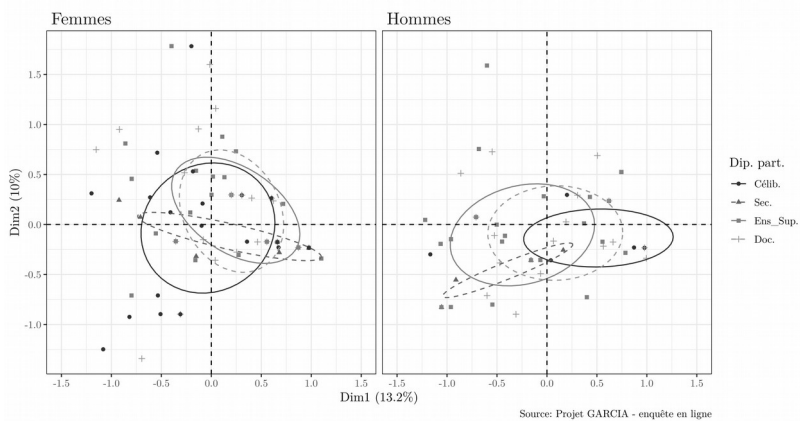 Femmes
Hommes
1.5
1.0
0.5
0.0
-0.5
-1.0
Dim2 (10%)
-1.5 -1.0 -0.5 0.0 0.5 1.0 1.5
-1.5 -1.0 -0.5 0.0 0.5 1.0 1.5
Dim1 (13.2%)
Dip. part.
Célib.
Sec.
Ens_Sup.
Doc.
Source: Projet GARCIA - enquête en ligne